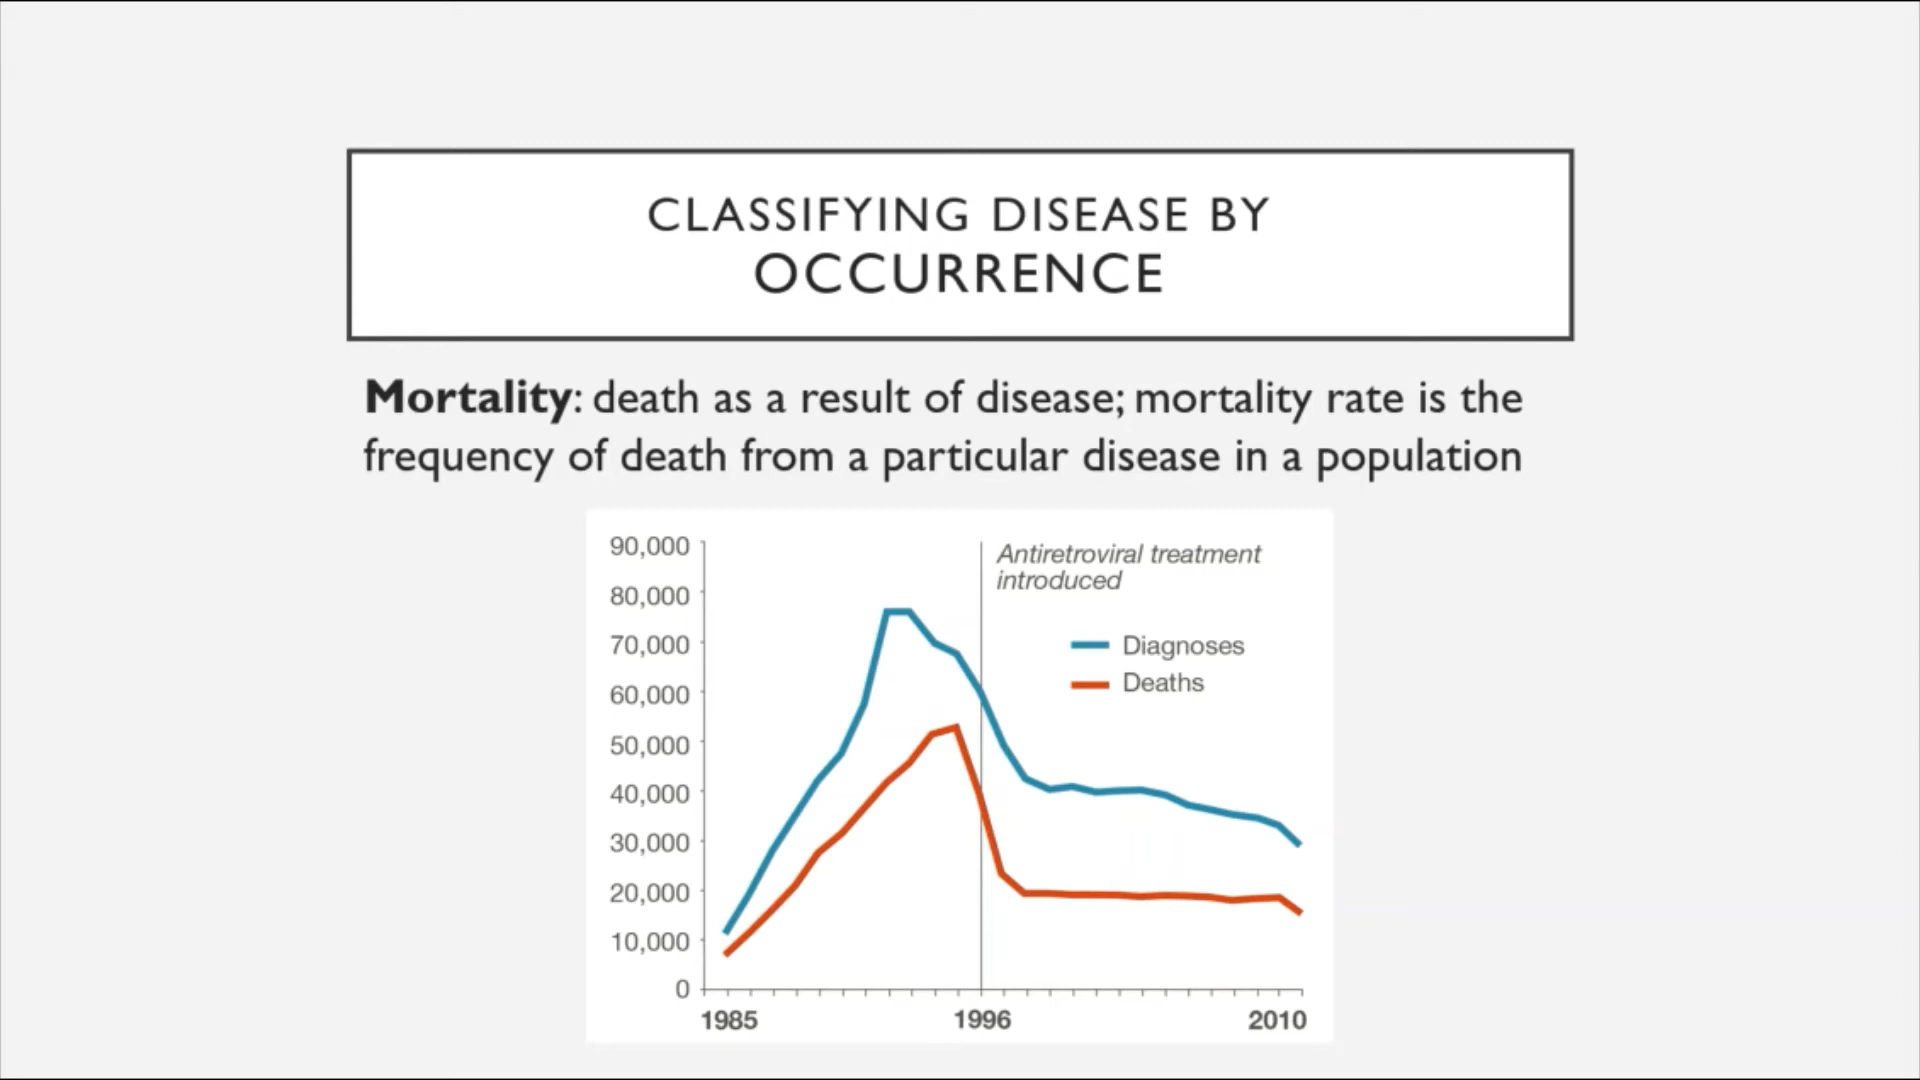 CLASSIFYING DISEASE BY
OCCURRENCE
Mortality: death as a result of disease; mortality rate is the
frequency of death from a particular disease in a population
90,000
80,000
70,000
60,000
50,000
40,000
30,000
20,000
10,000
0
Antiretroviral treatment
introduced
Diagnoses
Deaths
1985 1996 2010